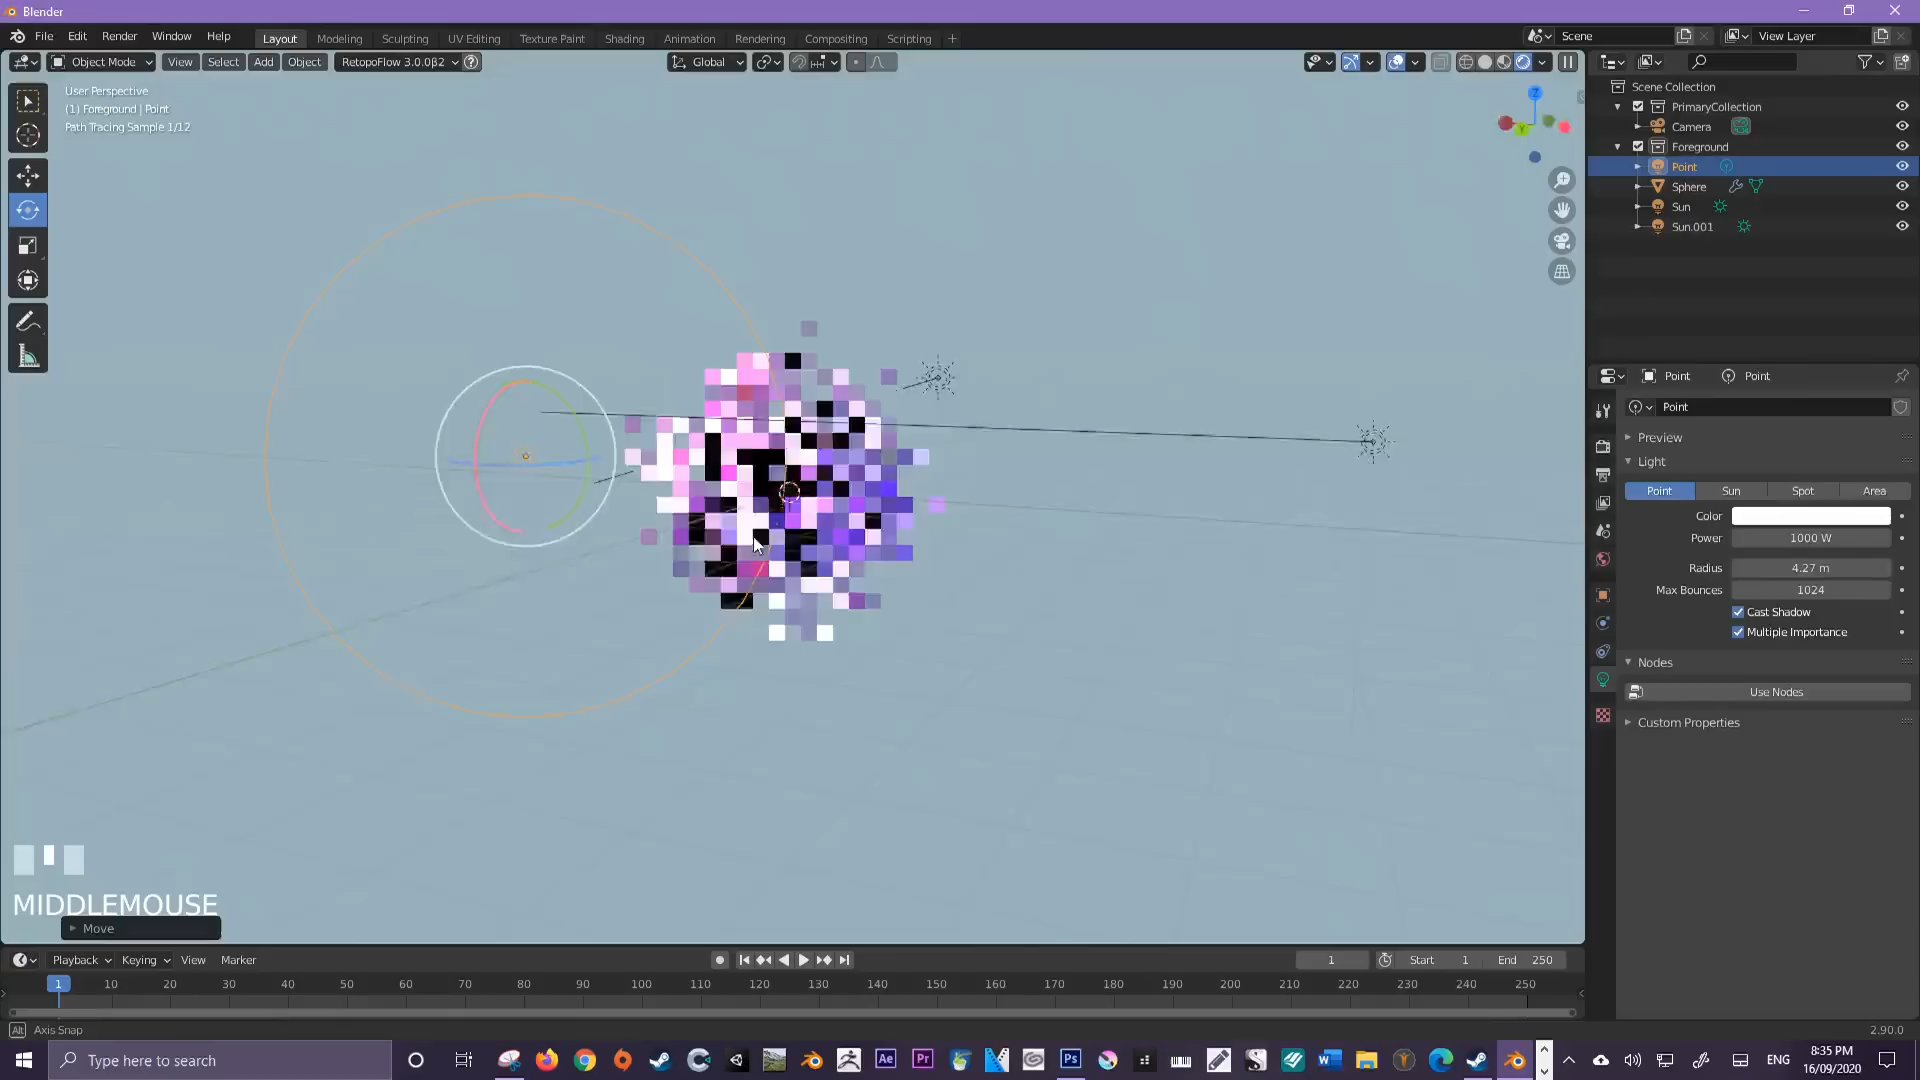 Blender
File Edit Render Window Help
Layout Modeling Sculpting UV Editing Texture Paint Shading Animation Rendering Compositing Scripting +
Scene
View Layer
Object Mode View Select Add Object RetopoFlow 3.0.0β2
Global
User Perspective
(1) Foreground | Point
Path Tracing Sample 1/12
Z
Y
Scene Collection
PrimaryCollection
Camera
Foreground
Point
Sphere
Sun
Sun.001
Point Point
Point
Preview
Light
Point Sun Spot Area
Color
Power 1000 W
Radius 4.27 m
Max Bounces 1024
Cast Shadow
Multiple Importance
Nodes
Use Nodes
Custom Properties
MIDDLEMOUSE
Move
Playback Keying View Marker
1 Start 1 End 250
1 10 20 30 40 50 60 70 80 90 100 110 120 130 140 150 160 170 180 190 200 210 220 230 240 250
Alt Axis Snap
2.90.0
Type here to search
Ae Pr Ps
ENG
8:35 PM
16/09/2020